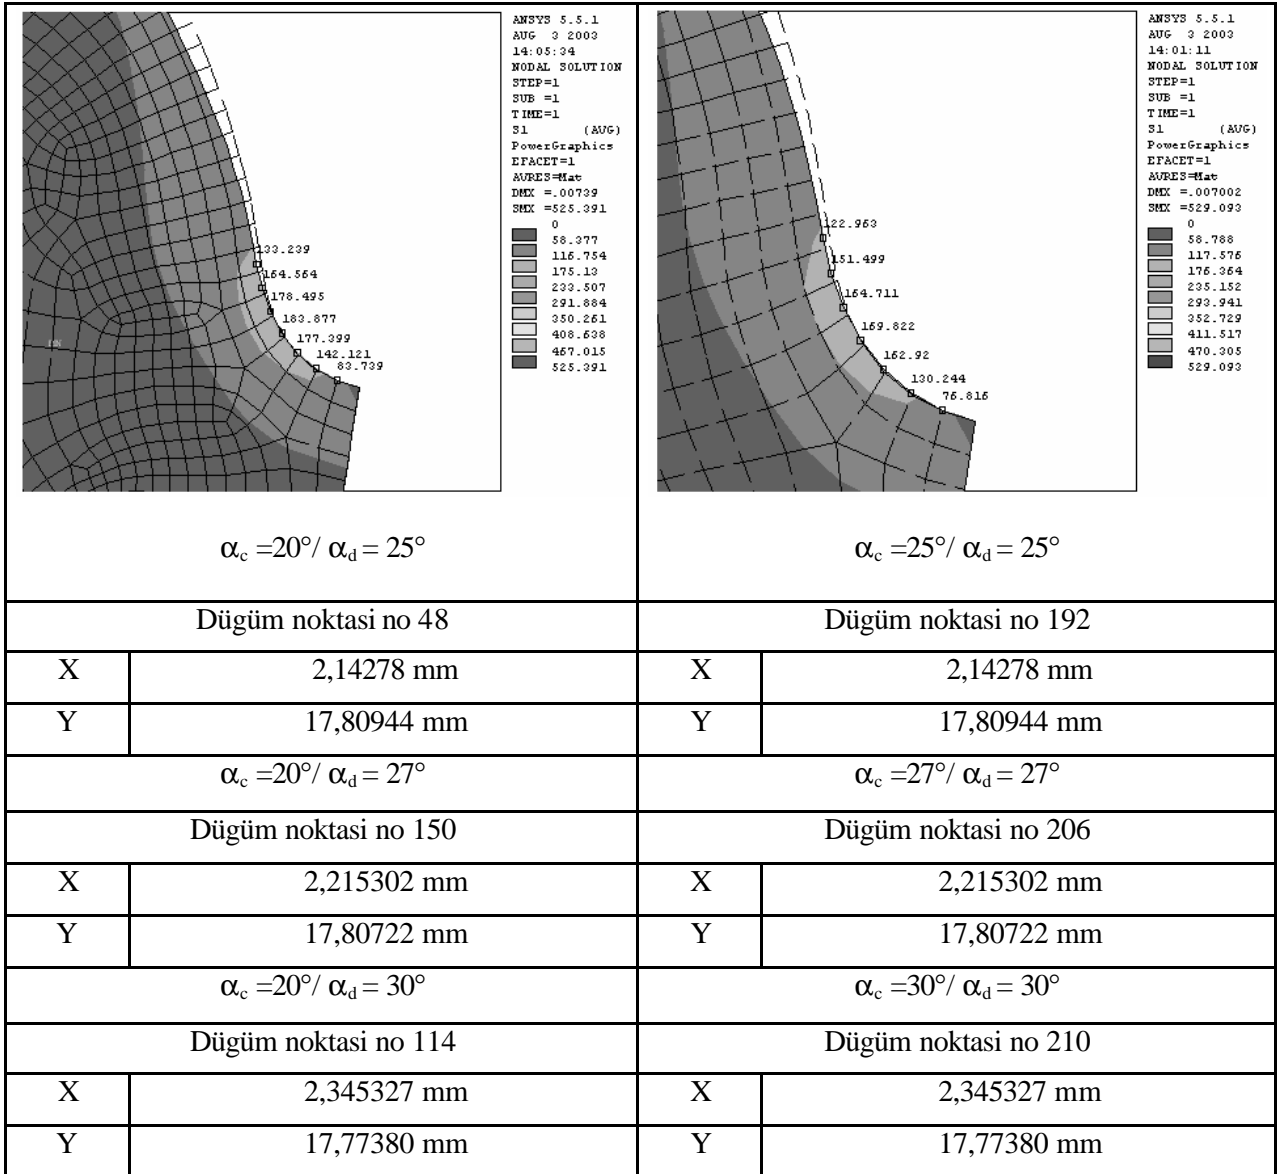 ANSYS 5.5.1
AUG 3 2003
14:05:34
NODAL SOLUTION
STEP=1
SUB =1
TIME=1
S1 (AVG)
PowerGraphics
EFACET=1
AVRES=Mat
DMX =.00739
SMX =525.391
0
58.377
116.754
175.13
233.507
291.884
350.261
408.638
467.015
525.391
133.239
164.564
178.495
183.877
177.399
142.121
83.739
ANSYS 5.5.1
AUG 3 2003
14:01:11
NODAL SOLUTION
STEP=1
SUB =1
TIME=1
S1 (AVG)
PowerGraphics
EFACET=1
AVRES=Mat
DMX =.007002
SMX =529.093
0
58.788
117.576
176.364
235.152
293.941
352.729
411.517
470.305
529.093
122.963
151.499
164.711
169.822
162.92
130.244
76.816
αc =20°/ αd = 25° αc =25°/ αd = 25°
Dügüm noktasi no 48 Dügüm noktasi no 192
X 2,14278 mm X 2,14278 mm
Y 17,80944 mm Y 17,80944 mm
αc =20°/ αd = 27° αc =27°/ αd = 27°
Dügüm noktasi no 150 Dügüm noktasi no 206
X 2,215302 mm X 2,215302 mm
Y 17,80722 mm Y 17,80722 mm
αc =20°/ αd = 30° αc =30°/ αd = 30°
Dügüm noktasi no 114 Dügüm noktasi no 210
X 2,345327 mm X 2,345327 mm
Y 17,77380 mm Y 17,77380 mm